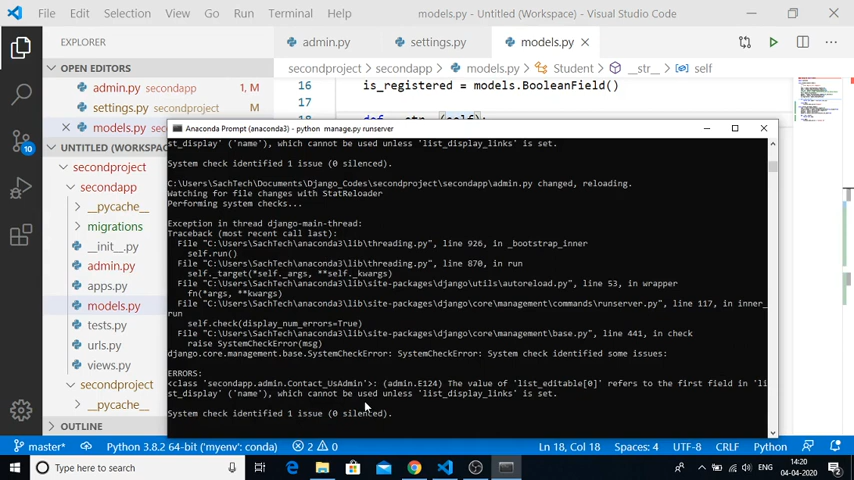 File Edit Selection View Go Run Terminal Help models.py - Untitled (Workspace) - Visual Studio Code
EXPLORER
admin.py settings.py models.py
OPEN EDITORS
secondproject > secondapp > models.py > Student > __str__ > self
admin.py secondapp 1, M
settings.py secondproject
models.py
16 is_registered = models.BooleanField()
17
UNTITLED (WORKSPACE)
secondproject
secondapp
__pycache__
migrations
__init__.py
admin.py
apps.py
models.py
tests.py
urls.py
views.py
secondproject
__pycache__
OUTLINE
Anaconda Prompt (anaconda3) - python manage.py runserver
st_display' ('name'), which cannot be used unless 'list_display_links' is set.
System check identified 1 issue (0 silenced).
C:\Users\SachTech\Documents\Django_Codes\secondproject\secondapp\admin.py changed, reloading.
Watching for file changes with StatReloader
Performing system checks...
Exception in thread django-main-thread:
Traceback (most recent call last):
File "C:\Users\SachTech\anaconda3\lib\threading.py", line 926, in _bootstrap_inner
self.run()
File "C:\Users\SachTech\anaconda3\lib\threading.py", line 870, in run
self._target(*self._args, **self._kwargs)
File "C:\Users\SachTech\anaconda3\lib\site-packages\django\utils\autoreload.py", line 53, in wrapper
fn(*args, **kwargs)
File "C:\Users\SachTech\anaconda3\lib\site-packages\django\core\management\commands\runserver.py", line 117, in inner_
run
self.check(display_num_errors=True)
File "C:\Users\SachTech\anaconda3\lib\site-packages\django\core\management\base.py", line 441, in check
raise SystemCheckError(msg)
django.core.management.base.SystemCheckError: SystemCheckError: System check identified some issues:
ERRORS:
<class 'secondapp.admin.Contact_UsAdmin'>: (admin.E124) The value of 'list_editable[0]' refers to the first field in 'li
st_display' ('name'), which cannot be used unless 'list_display_links' is set.
System check identified 1 issue (0 silenced).
master* Python 3.8.2 64-bit ('myenv': conda) 2 0 Ln 18, Col 18 Spaces: 4 UTF-8 CRLF Python
Type here to search
ENG
14:20
04-04-2020
2